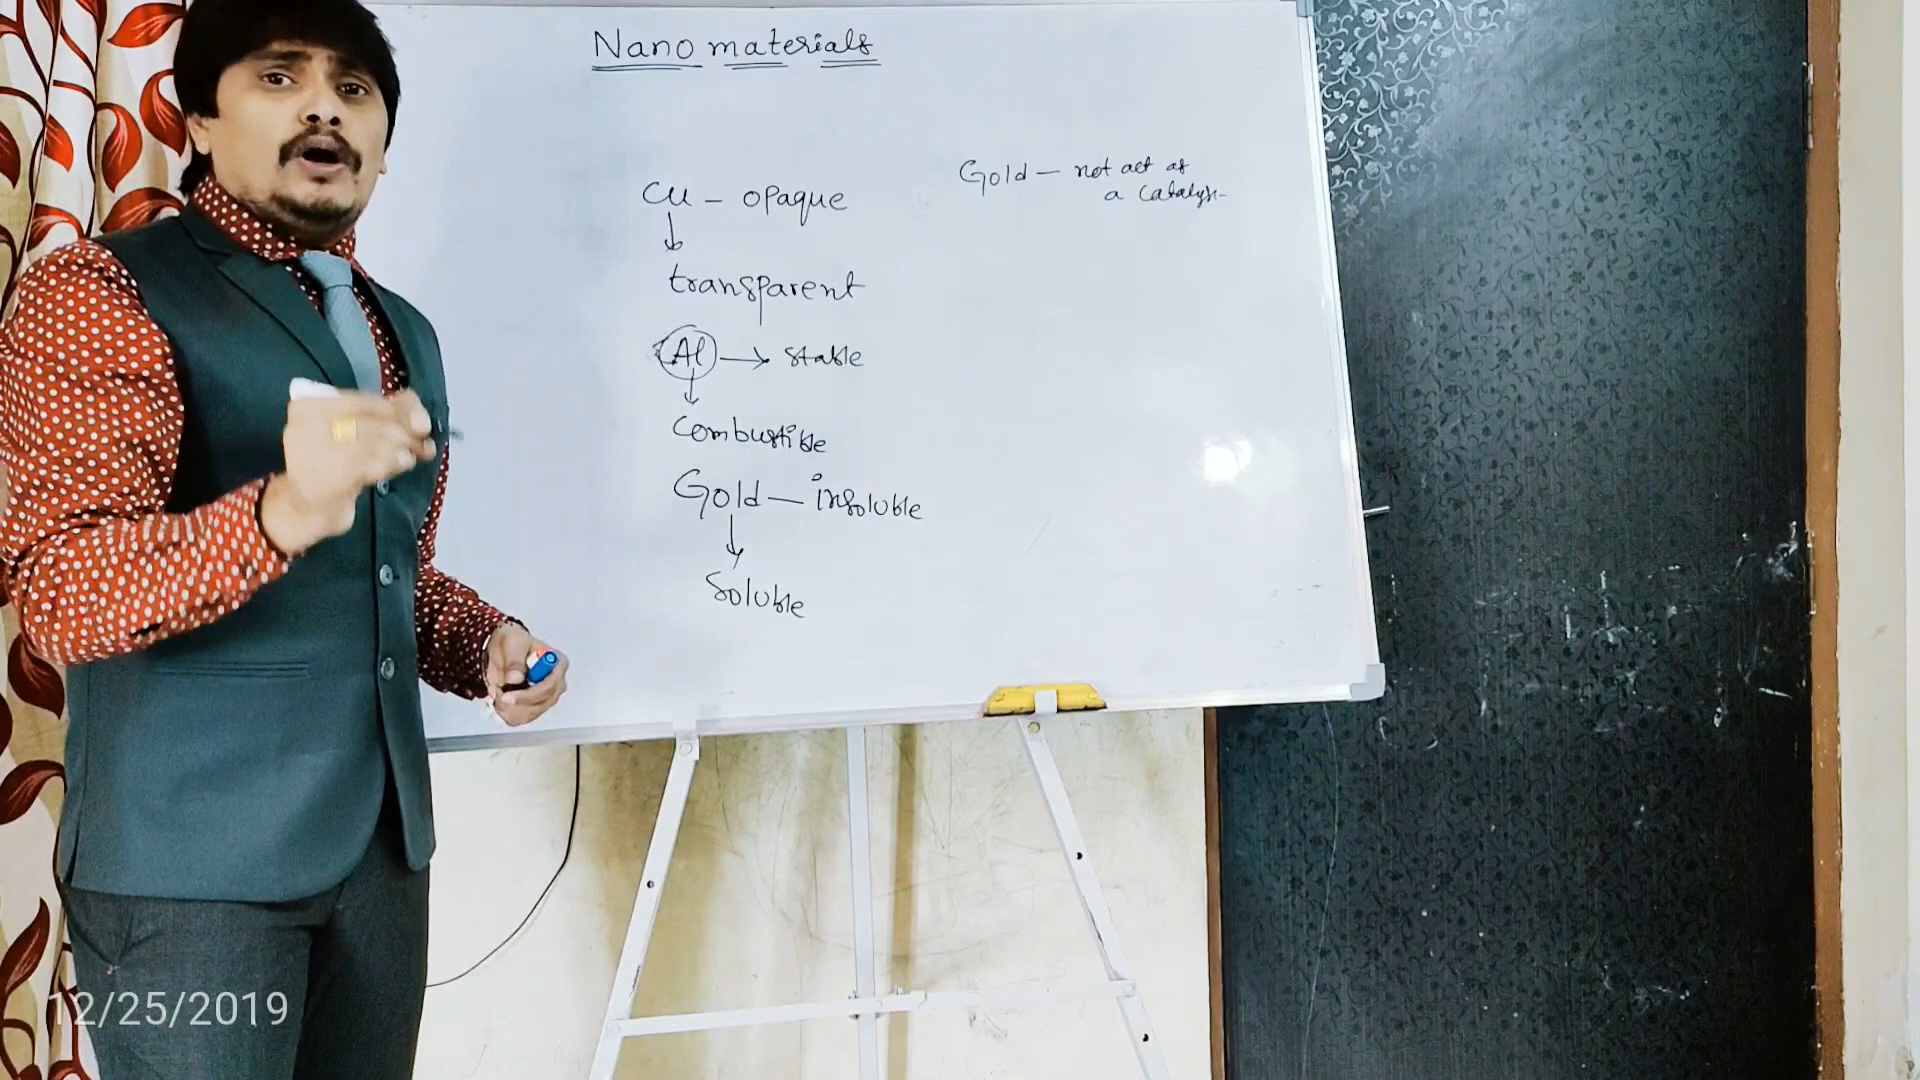 Nano materials
Cu – opaque
↓
transparent
Al → stable
↓
Combustible
Gold – insoluble
↓
Soluble
Gold – not act as
a Catalyst
12/25/2019